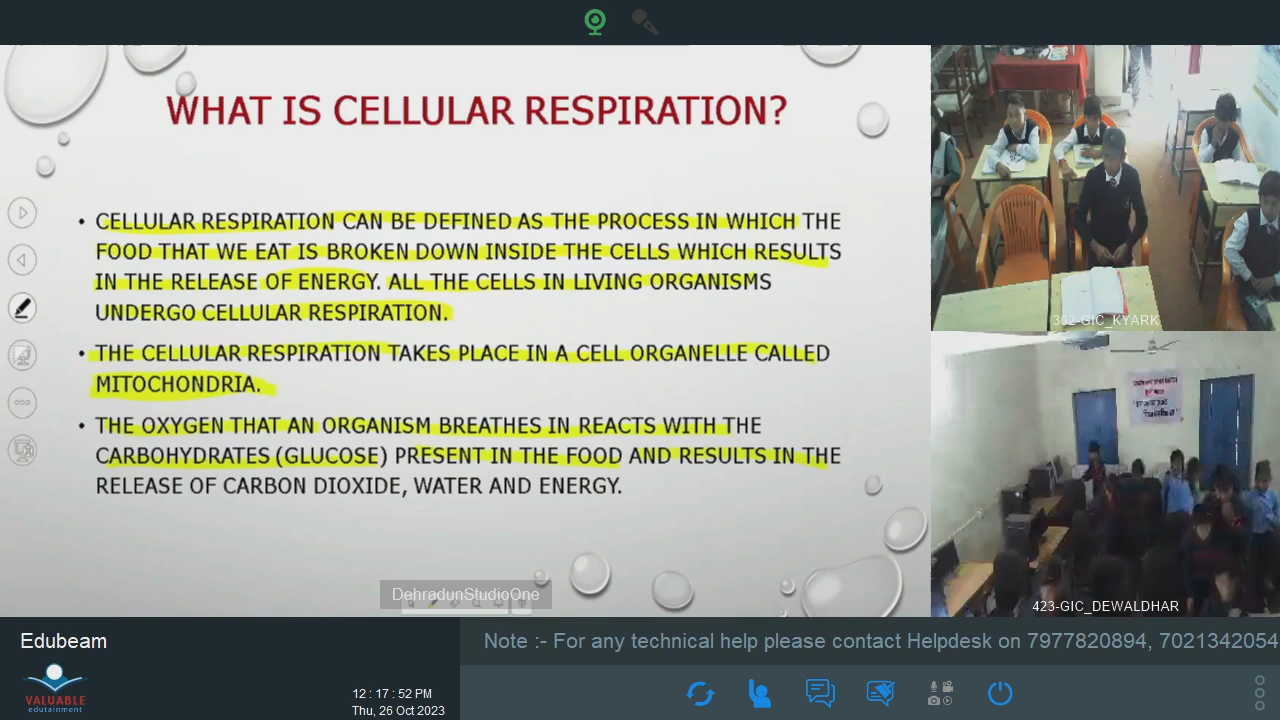 WHAT IS CELLULAR RESPIRATION?
• CELLULAR RESPIRATION CAN BE DEFINED AS THE PROCESS IN WHICH THE
FOOD THAT WE EAT IS BROKEN DOWN INSIDE THE CELLS WHICH RESULTS
IN THE RELEASE OF ENERGY. ALL THE CELLS IN LIVING ORGANISMS
UNDERGO CELLULAR RESPIRATION.
• THE CELLULAR RESPIRATION TAKES PLACE IN A CELL ORGANELLE CALLED
MITOCHONDRIA.
• THE OXYGEN THAT AN ORGANISM BREATHES IN REACTS WITH THE
CARBOHYDRATES (GLUCOSE) PRESENT IN THE FOOD AND RESULTS IN THE
RELEASE OF CARBON DIOXIDE, WATER AND ENERGY.
DehradunStudioOne
302-GIC_KYARK
423-GIC_DEWALDHAR
Edubeam
VALUABLE
edutainment
12 : 17 : 52 PM
Thu, 26 Oct 2023
Note :- For any technical help please contact Helpdesk on 7977820894, 7021342054